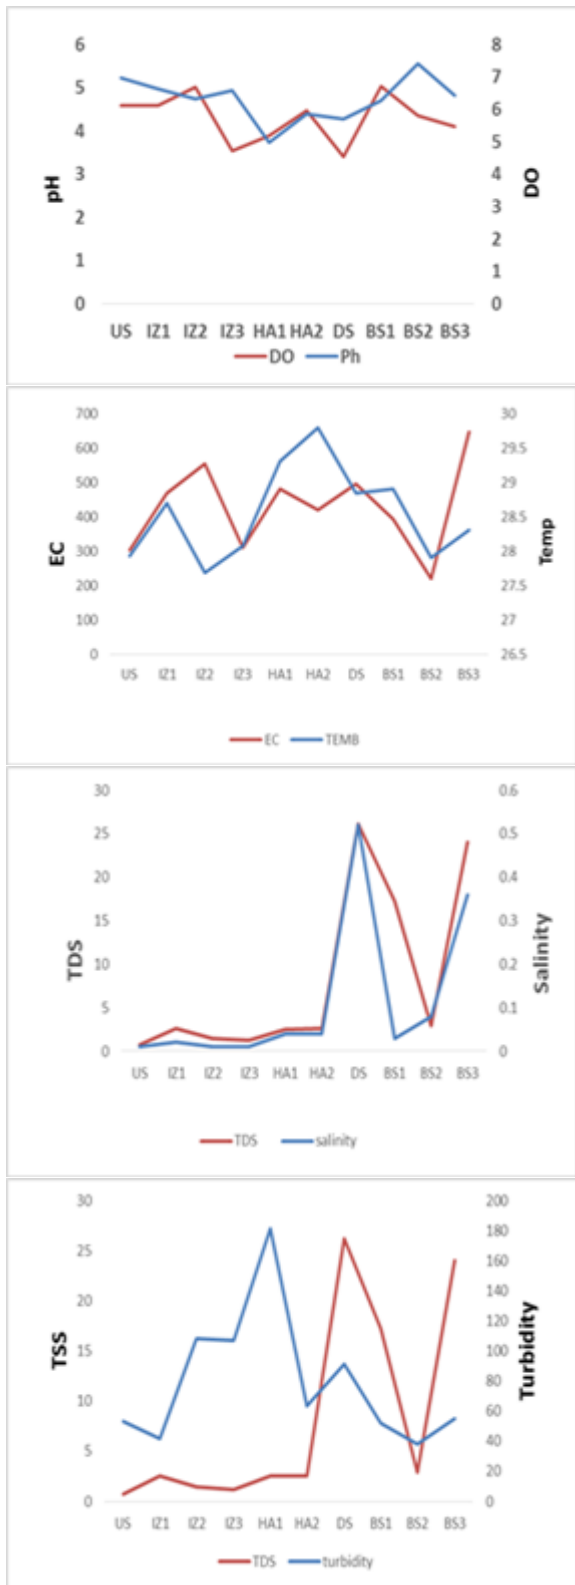 6 8
5 7
4 6
3 5
2 4
1 3
0 2
1
0
pH
DO
US IZ1 IZ2 IZ3 HA1 HA2 DS BS1 BS2 BS3
DO Ph
700 30
600 29.5
500 29
400 28.5
300 28
200 27.5
100 27
0 26.5
EC
Temp
US IZ1 IZ2 IZ3 HA1 HA2 DS BS1 BS2 BS3
EC TEMB
30 0.6
25 0.5
20 0.4
15 0.3
10 0.2
5 0.1
0 0
TDS
Salinity
US IZ1 IZ2 IZ3 HA1 HA2 DS BS1 BS2 BS3
TDS salinity
30 200
25 180
20 160
15 140
10 120
5 100
0 80
60
40
20
0
TSS
Turbidity
US IZ1 IZ2 IZ3 HA1 HA2 DS BS1 BS2 BS3
TDS turbidity